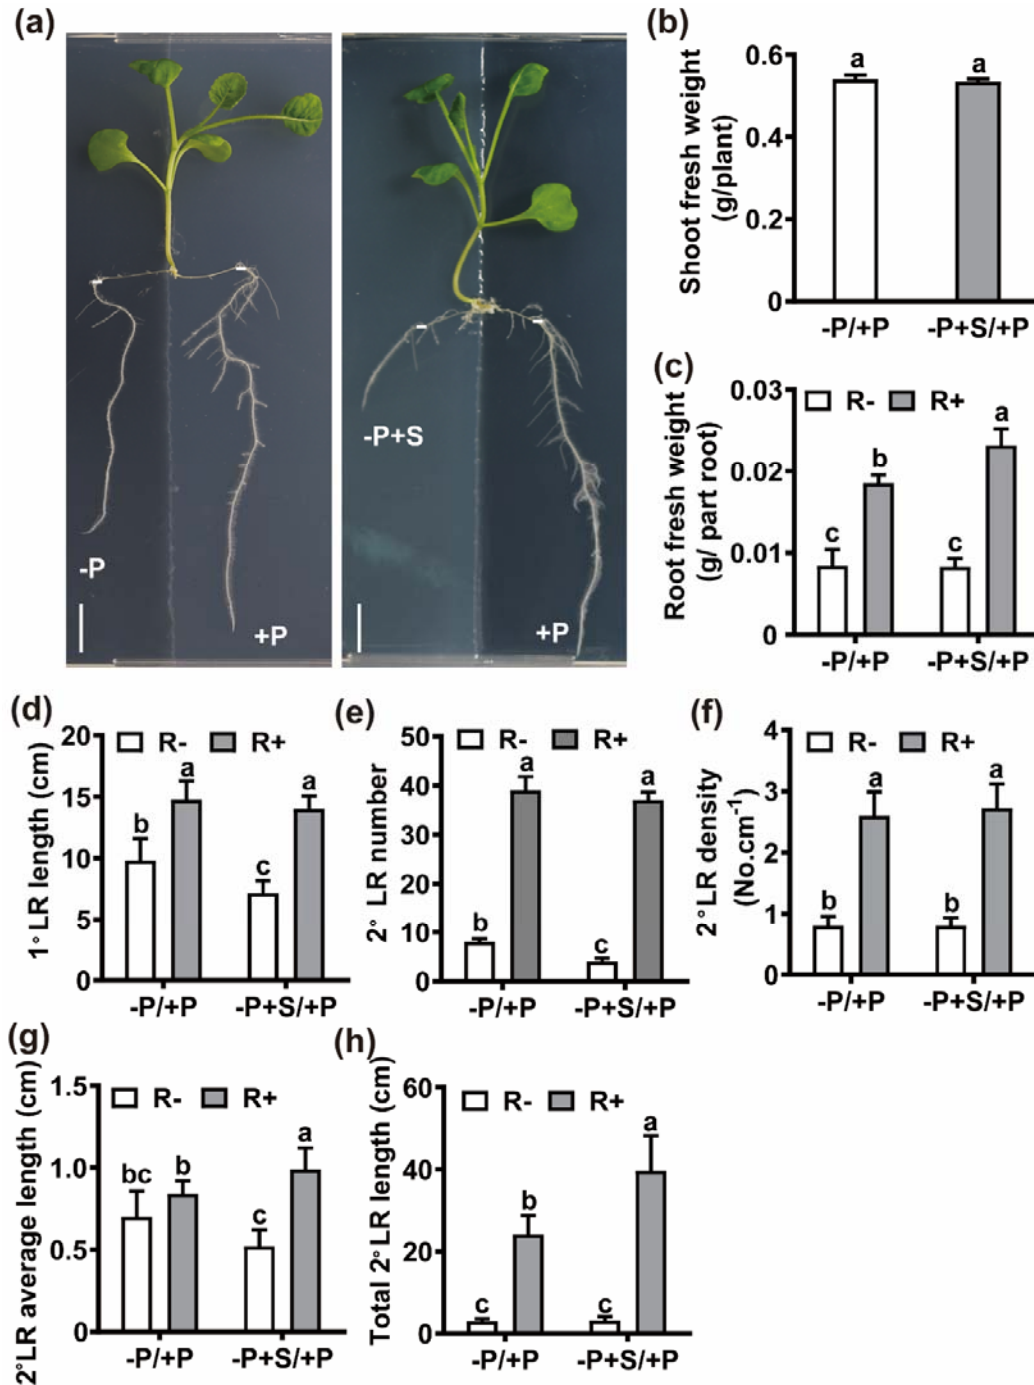 (a)
-P
+P
-P+S
+P
(b)
Shoot fresh weight
(g/plant)
0.6
0.4
0.2
0
a
a
-P/+P
-P+S/+P
(c)
Root fresh weight
(g/ part root)
0.03
0.02
0.01
0
R-
R+
c
b
c
a
-P/+P
-P+S/+P
(d)
1° LR length (cm)
20
15
10
5
0
R-
R+
b
a
c
a
-P/+P
-P+S/+P
(e)
2° LR number
50
40
30
20
10
0
R-
R+
b
a
c
a
-P/+P
-P+S/+P
(f)
2°LR density
(No.cm⁻¹)
4
3
2
1
0
R-
R+
b
a
b
a
-P/+P
-P+S/+P
(g)
2°LR average length (cm)
1.5
1.0
0.5
0
R-
R+
bc
b
c
a
-P/+P
-P+S/+P
(h)
Total 2°LR length (cm)
60
40
20
0
R-
R+
c
b
c
a
-P/+P
-P+S/+P